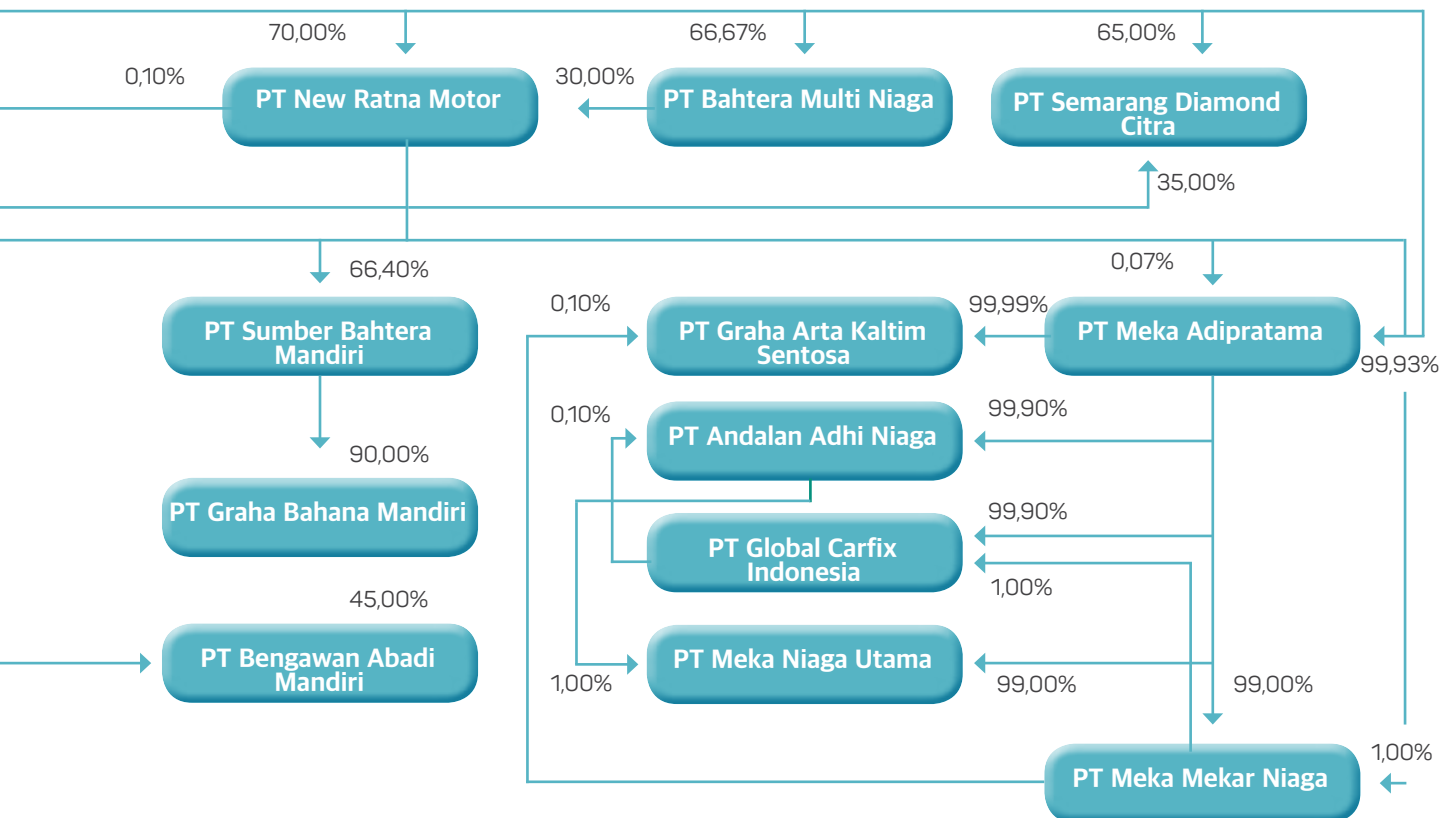 70,00%
66,67%
65,00%
0,10%
PT New Ratna Motor
30,00%
PT Bahtera Multi Niaga
PT Semarang Diamond
Citra
35,00%
66,40%
0,07%
PT Sumber Bahtera
Mandiri
0,10%
PT Graha Arta Kaltim
Sentosa
99,99%
PT Meka Adipratama
99,93%
0,10%
PT Andalan Adhi Niaga
99,90%
90,00%
PT Graha Bahana Mandiri
99,90%
PT Global Carfix
Indonesia
1,00%
45,00%
PT Bengawan Abadi
Mandiri
PT Meka Niaga Utama
1,00%
99,00%
99,00%
1,00%
PT Meka Mekar Niaga